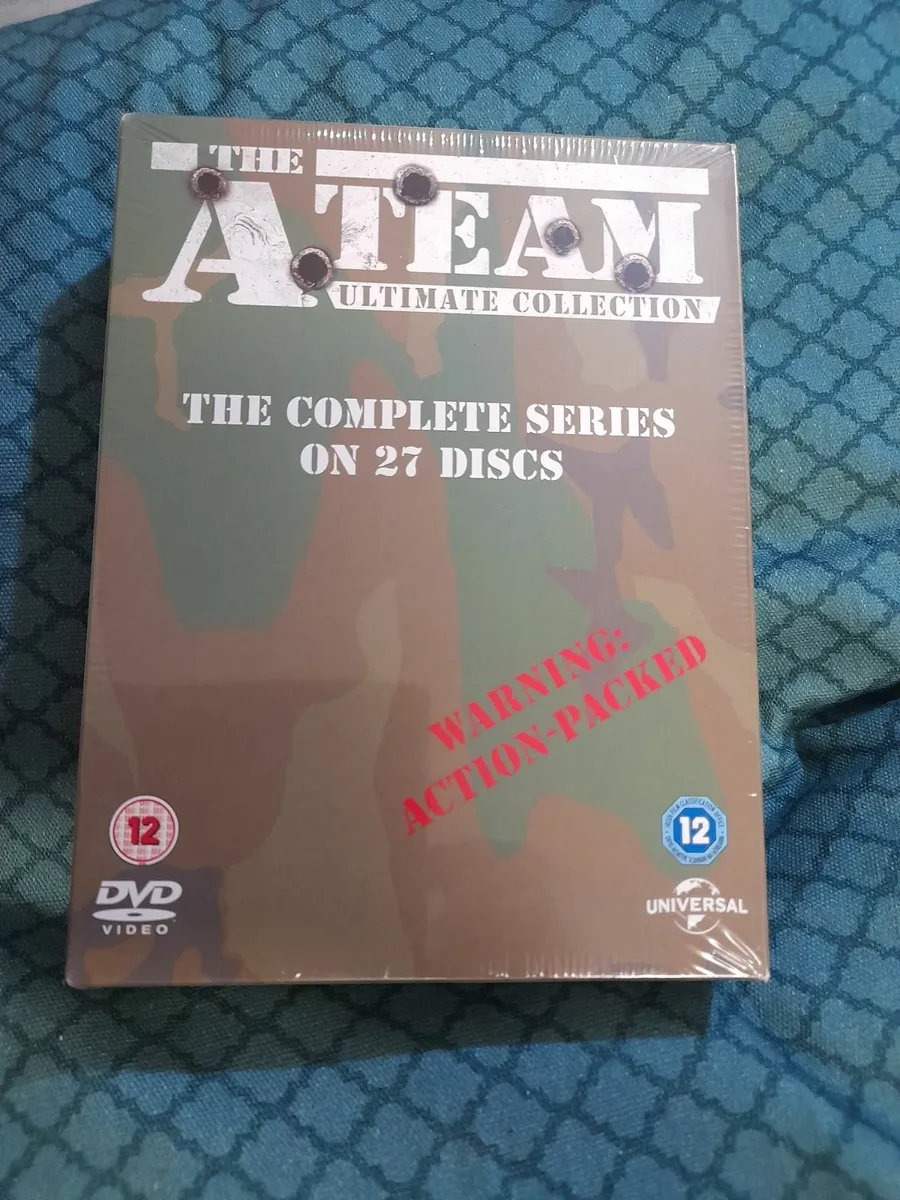 THE
A TEAM
ULTIMATE COLLECTION
THE COMPLETE SERIES
ON 27 DISCS
WARNING:
ACTION-PACKED
12
12
DVD
VIDEO
UNIVERSAL